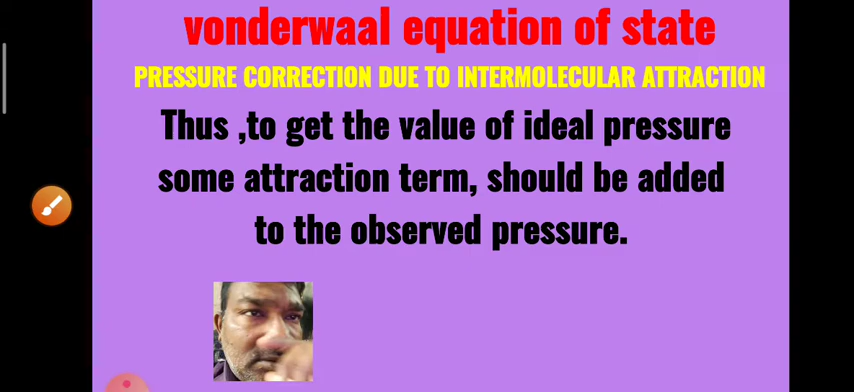 vonderwaal equation of state
PRESSURE CORRECTION DUE TO INTERMOLECULAR ATTRACTION
Thus ,to get the value of ideal pressure
some attraction term, should be added
to the observed pressure.